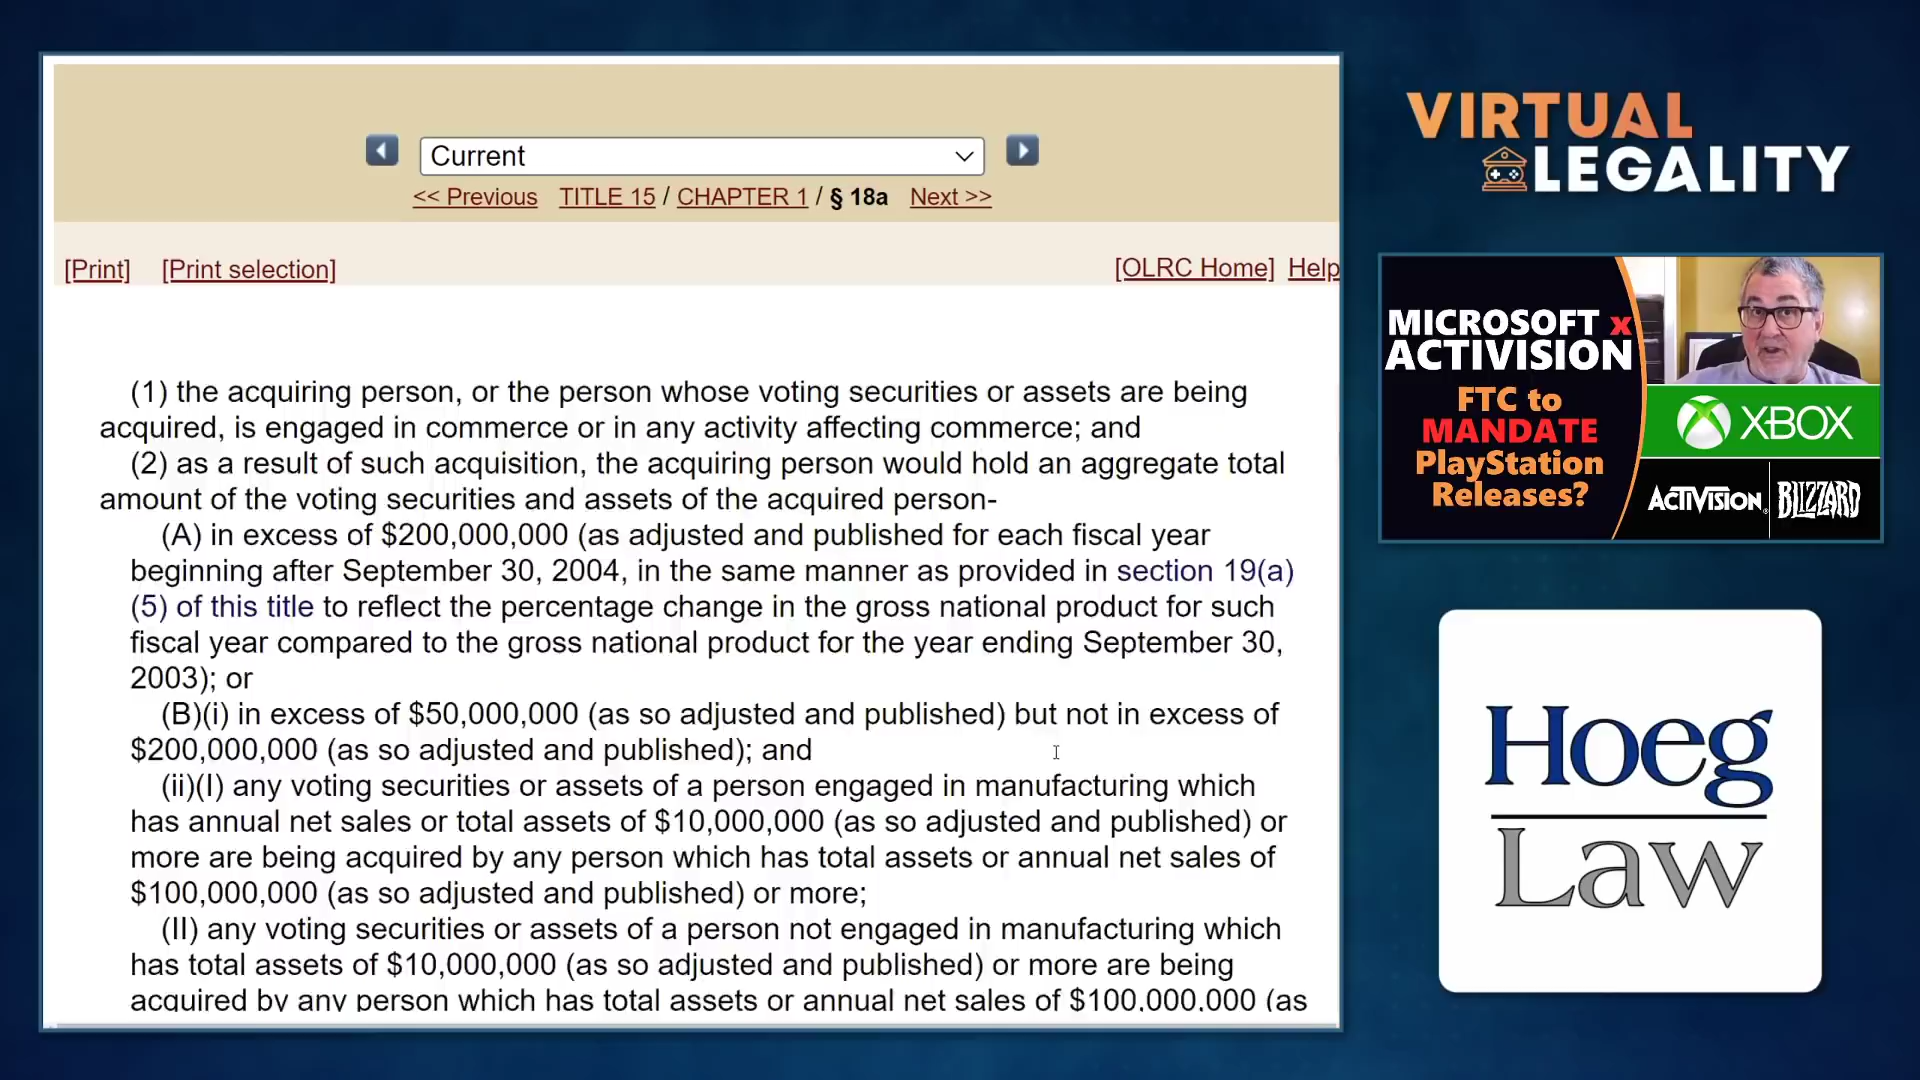 Current
<< Previous TITLE 15 / CHAPTER 1 / § 18a Next >>
[Print] [Print selection] [OLRC Home] Help
(1) the acquiring person, or the person whose voting securities or assets are being
acquired, is engaged in commerce or in any activity affecting commerce; and
(2) as a result of such acquisition, the acquiring person would hold an aggregate total
amount of the voting securities and assets of the acquired person-
(A) in excess of $200,000,000 (as adjusted and published for each fiscal year
beginning after September 30, 2004, in the same manner as provided in section 19(a)
(5) of this title to reflect the percentage change in the gross national product for such
fiscal year compared to the gross national product for the year ending September 30,
2003); or
(B)(i) in excess of $50,000,000 (as so adjusted and published) but not in excess of
$200,000,000 (as so adjusted and published); and
(ii)(I) any voting securities or assets of a person engaged in manufacturing which
has annual net sales or total assets of $10,000,000 (as so adjusted and published) or
more are being acquired by any person which has total assets or annual net sales of
$100,000,000 (as so adjusted and published) or more;
(II) any voting securities or assets of a person not engaged in manufacturing which
has total assets of $10,000,000 (as so adjusted and published) or more are being
acquired by any person which has total assets or annual net sales of $100,000,000 (as
VIRTUAL
LEGALITY
MICROSOFT x
ACTIVISION
FTC to
MANDATE
PlayStation
Releases?
XBOX
ACTIVISION BLIZZARD
Hoeg
Law